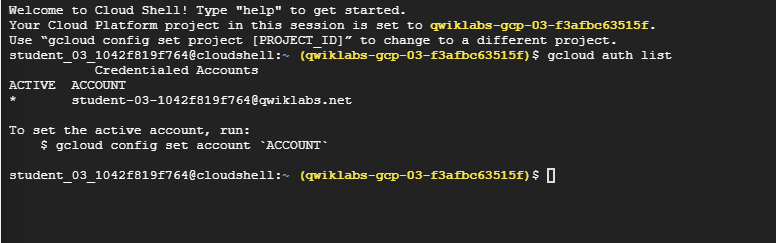 Welcome to Cloud Shell! Type "help" to get started.
Your Cloud Platform project in this session is set to qwiklabs-gcp-03-f3afbc63515f.
Use “gcloud config set project [PROJECT_ID]” to change to a different project.
student_03_1042f819f764@cloudshell:~ (qwiklabs-gcp-03-f3afbc63515f)$ gcloud auth list
Credentialed Accounts
ACTIVE  ACCOUNT
*       student-03-1042f819f764@qwiklabs.net
To set the active account, run:
$ gcloud config set account `ACCOUNT`
student_03_1042f819f764@cloudshell:~ (qwiklabs-gcp-03-f3afbc63515f)$